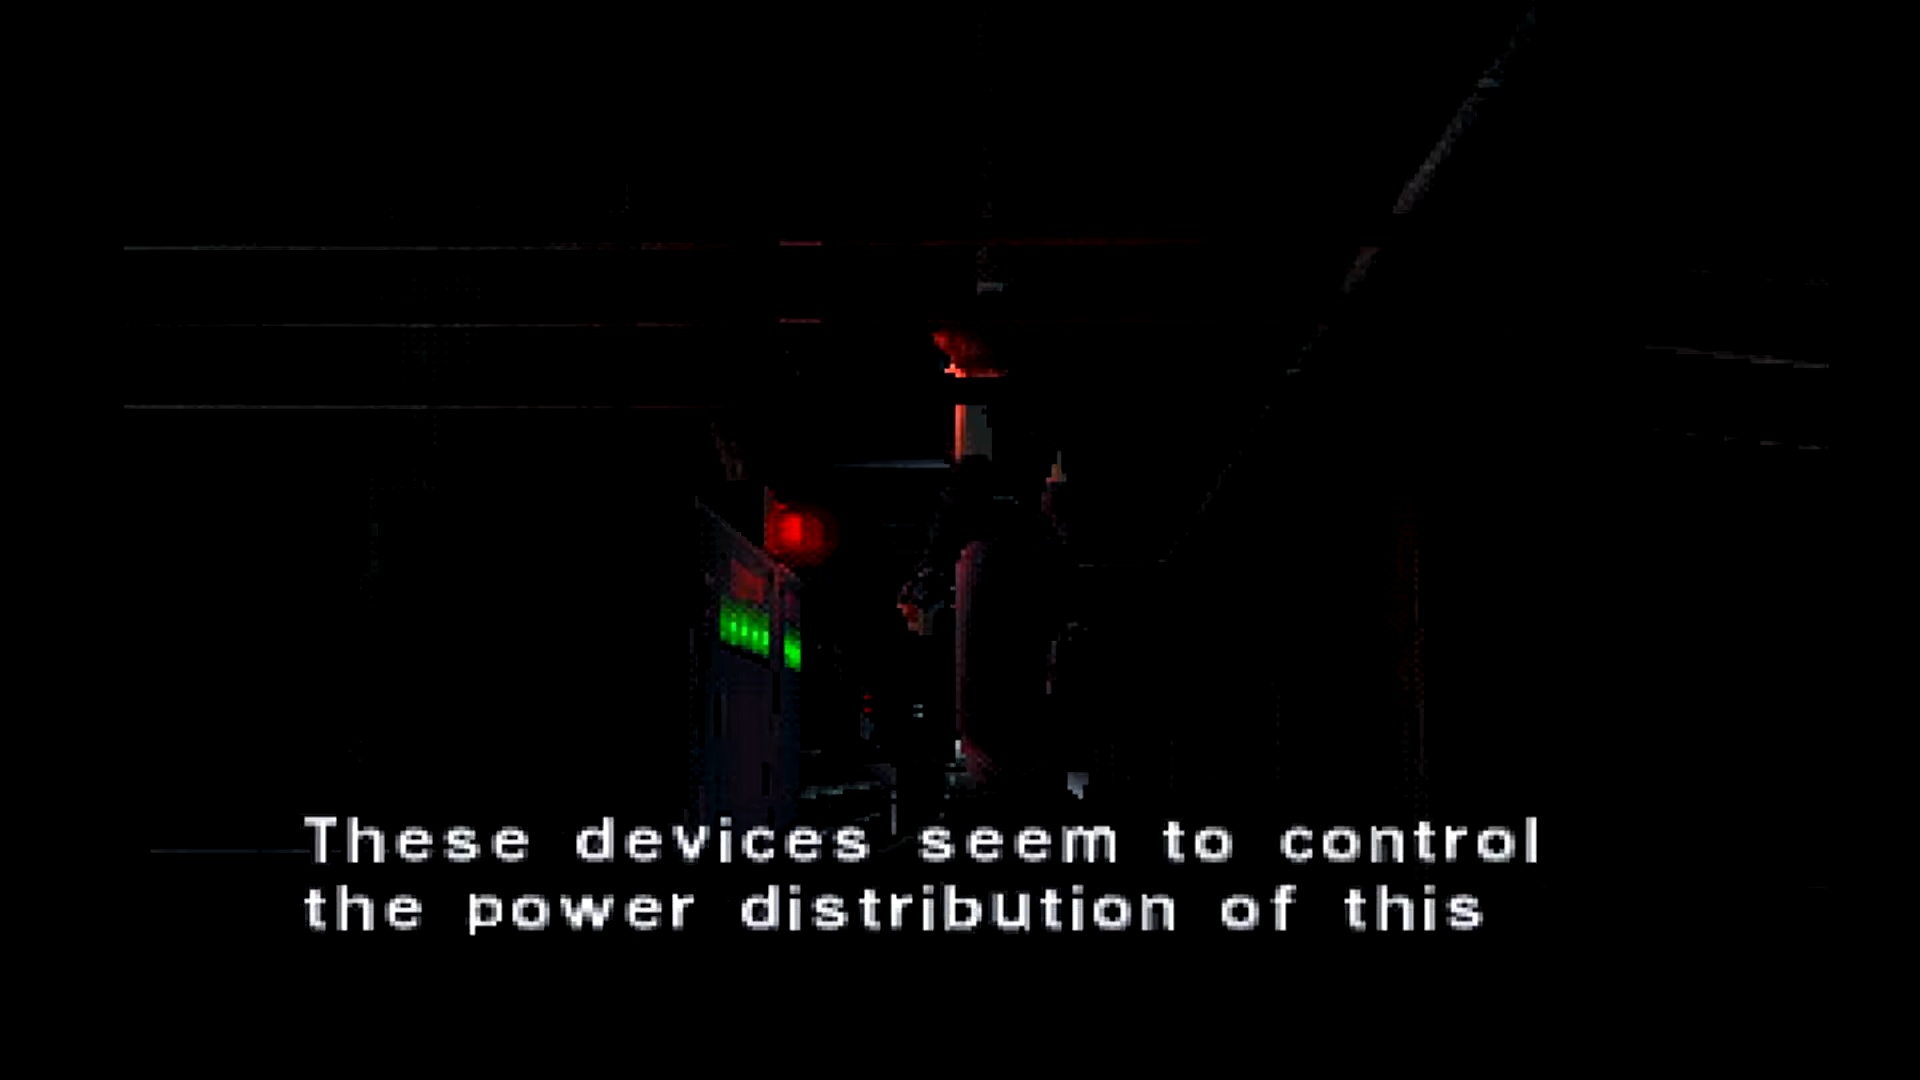 These devices seem to control
the power distribution of this